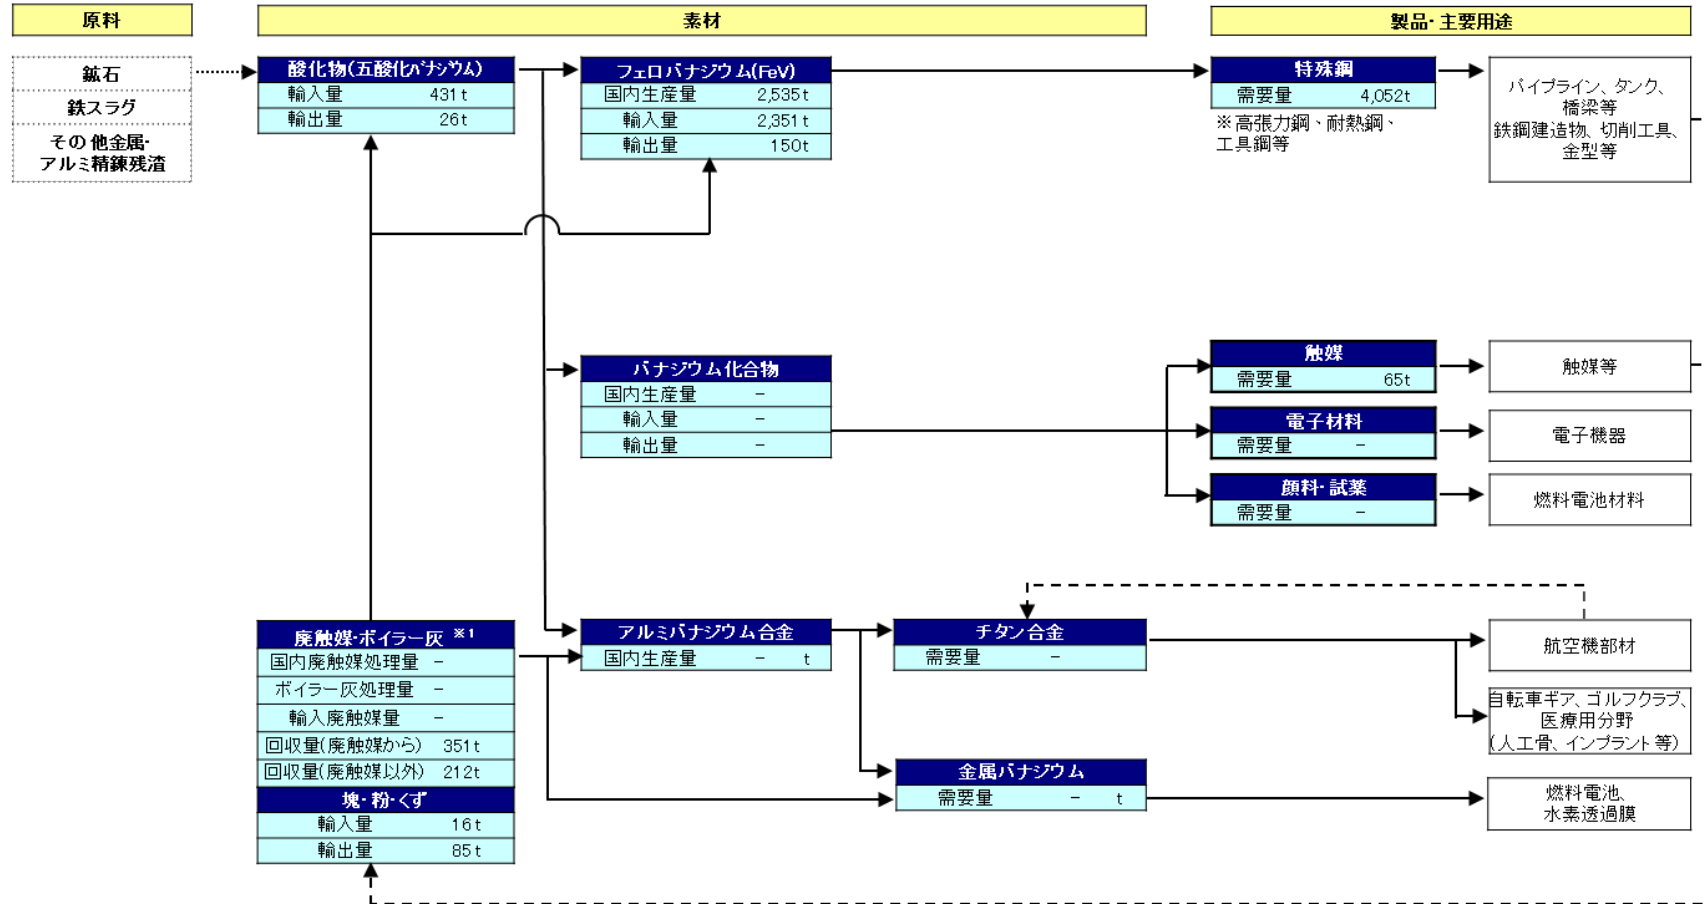 原料
素材
製品・主要用途
鉱石
鉄スラグ
その他金属・
アルミ精錬残渣
酸化物(五酸化バナジウム)
輸入量 431t
輸出量 26t
フェロバナジウム(FeV)
国内生産量 2,535t
輸入量 2,351t
輸出量 150t
特殊鋼
需要量 4,052t
※高張力鋼、耐熱鋼、
工具鋼等
パイプライン、タンク、
橋梁等
鉄鋼建造物、切削工具、
金型等
バナジウム化合物
国内生産量 －
輸入量 －
輸出量 －
触媒
需要量 65t
触媒等
電子材料
需要量 －
電子機器
顔料・試薬
需要量 －
燃料電池材料
廃触媒・ボイラー灰 ※1
国内廃触媒処理量 －
ボイラー灰処理量 －
輸入廃触媒量 －
回収量(廃触媒から) 351t
回収量(廃触媒以外) 212t
塊・粉・くず
輸入量 16t
輸出量 85t
アルミバナジウム合金
国内生産量 － t
チタン合金
需要量 －
航空機部材
自転車ギア、ゴルフクラブ、
医療用分野
(人工骨、インプラント等)
金属バナジウム
需要量 － t
燃料電池、
水素透過膜